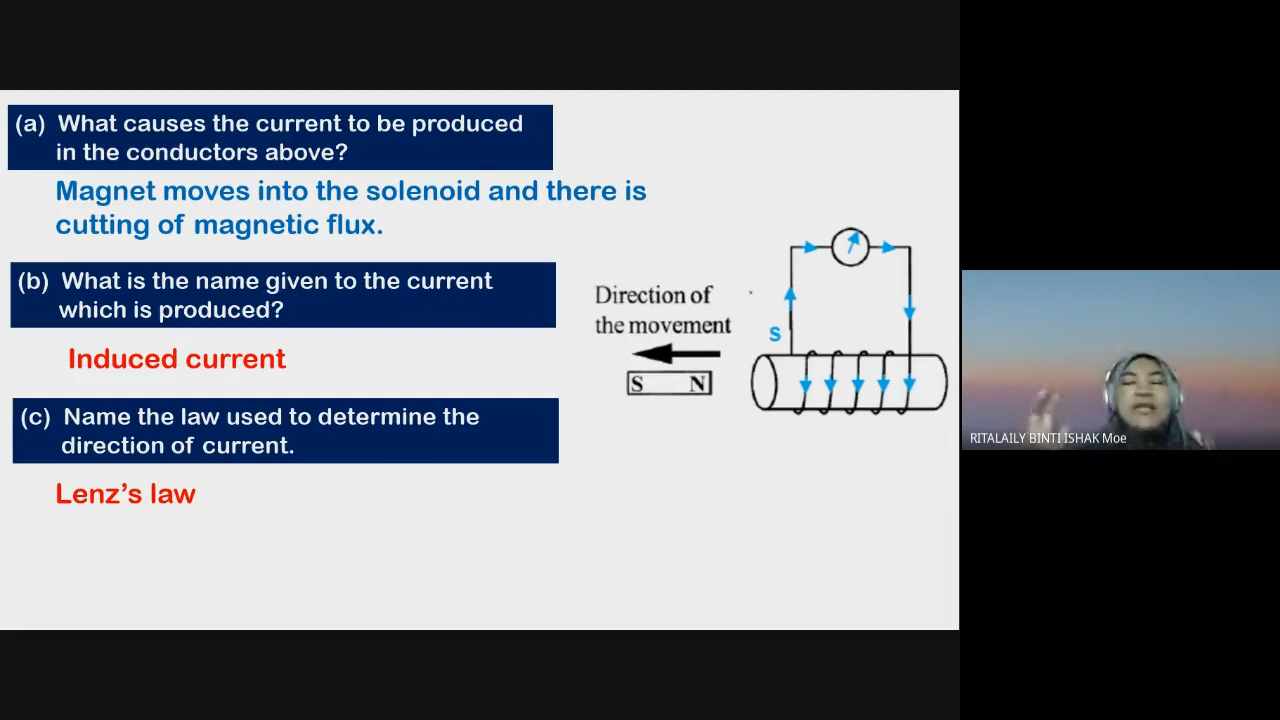 (a) What causes the current to be produced
in the conductors above?
Magnet moves into the solenoid and there is
cutting of magnetic flux.
(b) What is the name given to the current
which is produced?
Induced current
(c) Name the law used to determine the
direction of current.
Lenz’s law
Direction of
the movement
S N
S
RITALAILY BINTI ISHAK Moe